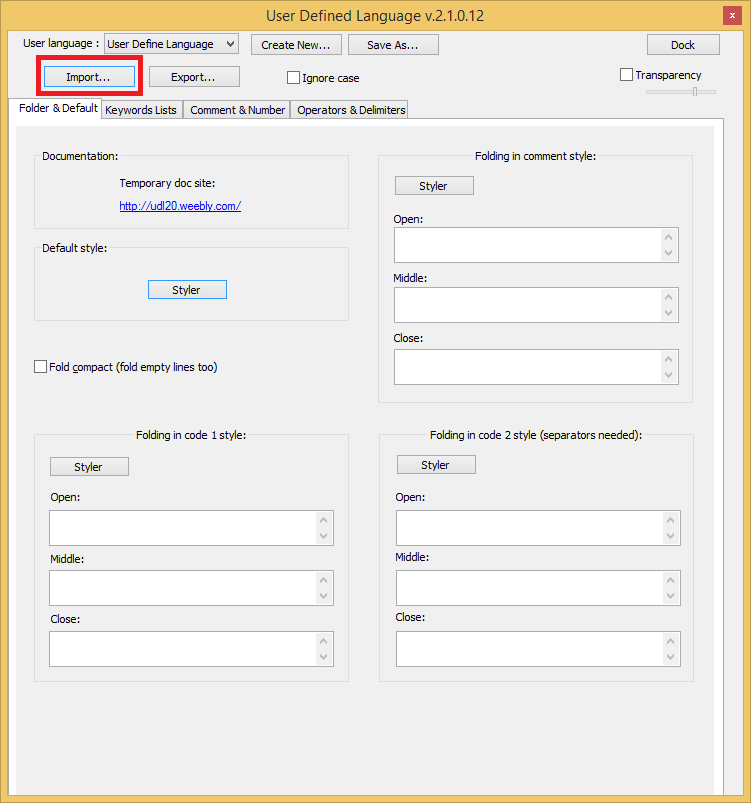 User Defined Language v.2.1.0.12
x
User language : User Define Language Create New... Save As... Dock
Import... Export... Ignore case Transparency
Folder & Default Keywords Lists Comment & Number Operators & Delimiters
Documentation:
Temporary doc site:
http://udl20.weebly.com/
Default style:
Styler
Fold compact (fold empty lines too)
Folding in comment style:
Styler
Open:
Middle:
Close:
Folding in code 1 style:
Styler
Open:
Middle:
Close:
Folding in code 2 style (separators needed):
Styler
Open:
Middle:
Close: